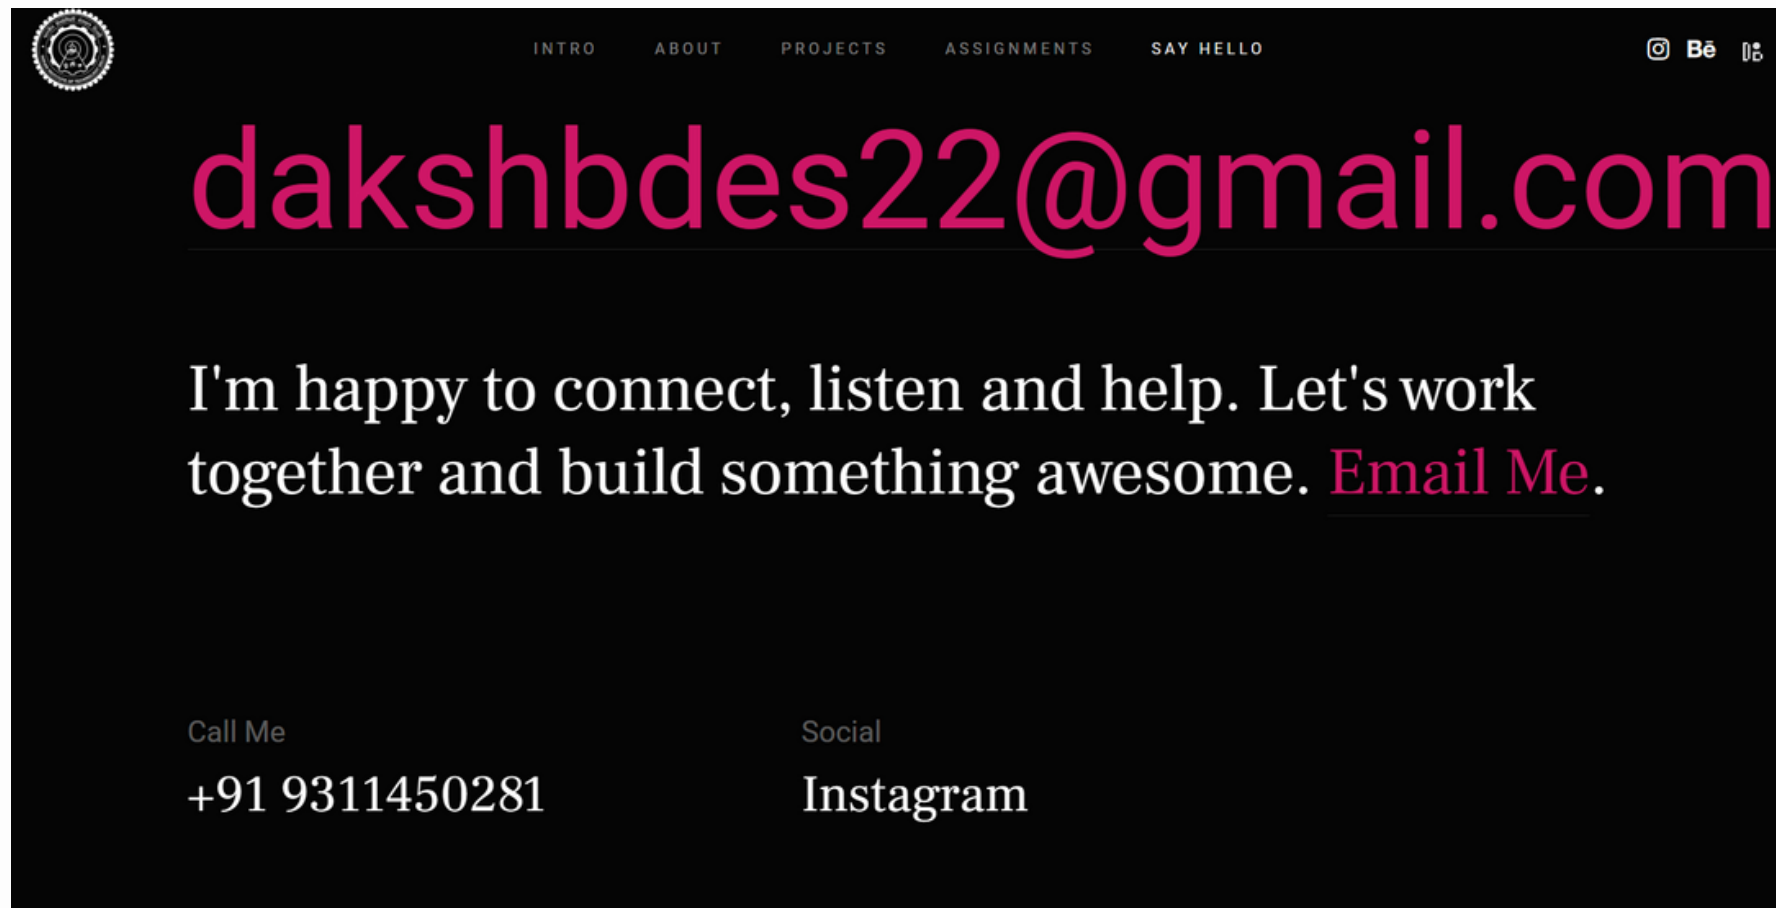 INTRO ABOUT PROJECTS ASSIGNMENTS SAY HELLO Bē
dakshbdes22@gmail.com
I'm happy to connect, listen and help. Let's work
together and build something awesome. Email Me.
Call Me Social
+91 9311450281 Instagram